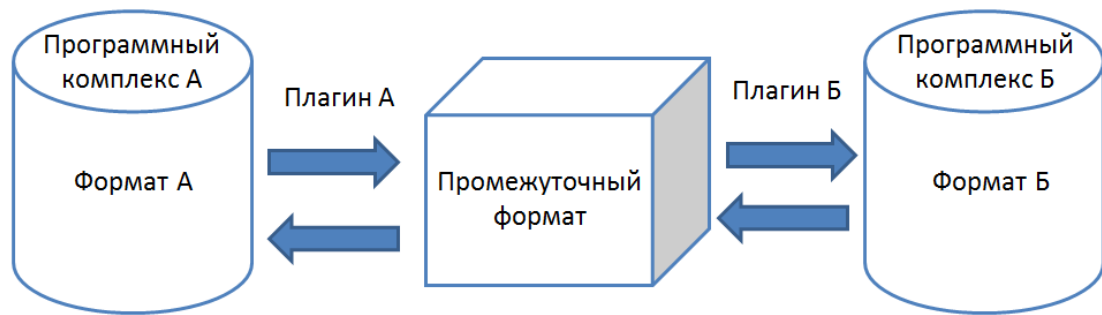 Программный
комплекс А
Формат А
Плагин А
Промежуточный
формат
Плагин Б
Программный
комплекс Б
Формат Б